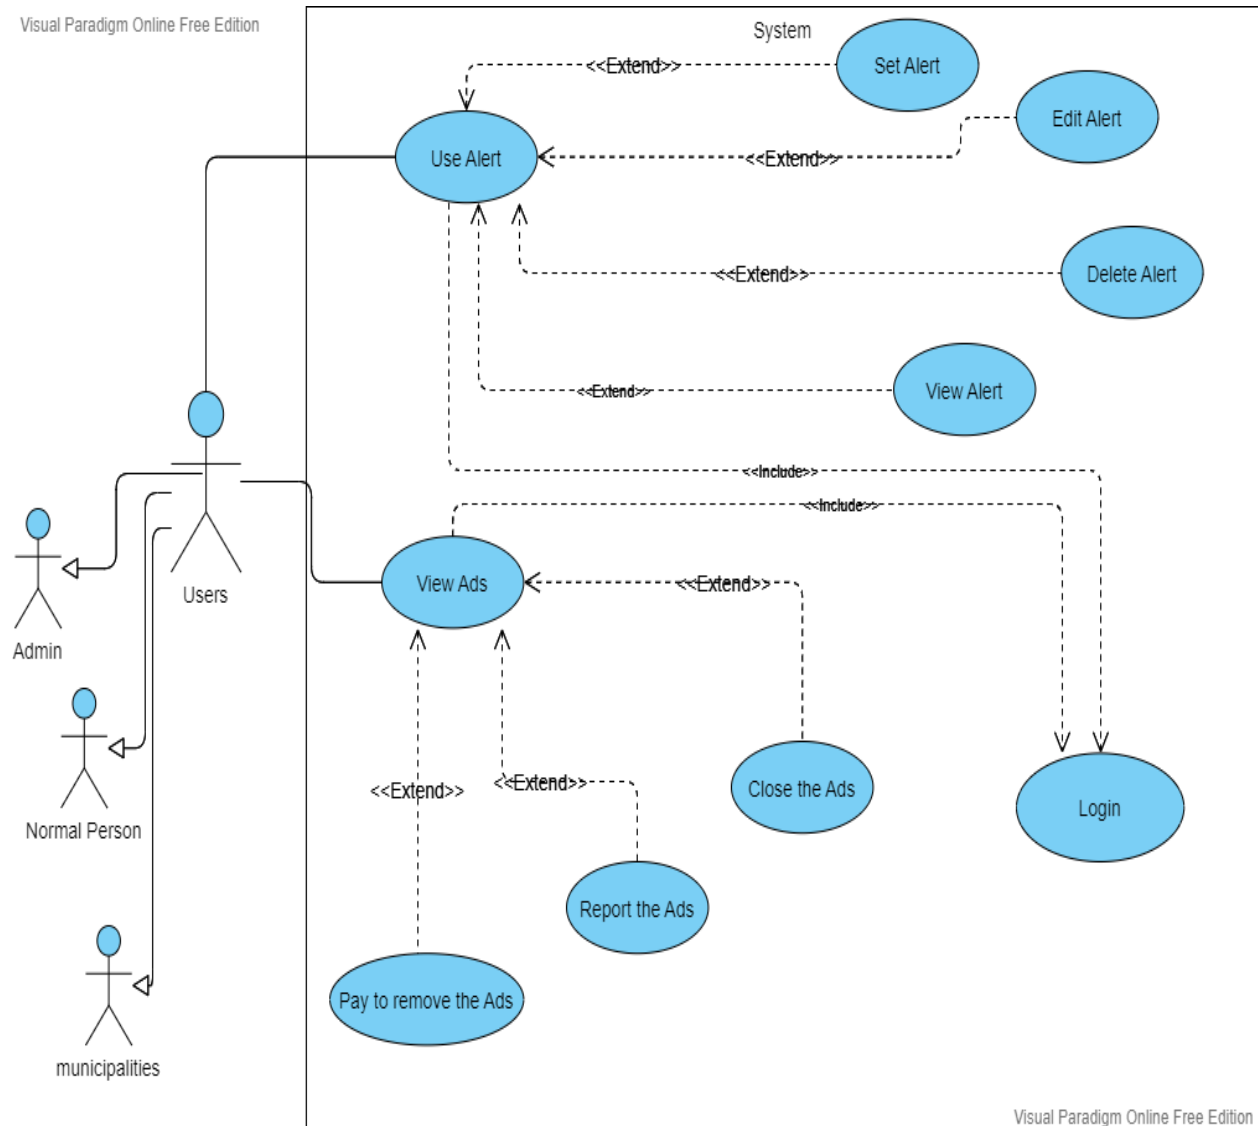 Visual Paradigm Online Free Edition
System
<<Extend>>
Set Alert
Edit Alert
Use Alert
<<Extend>>
<<Extend>>
Delete Alert
<<Extend>>
View Alert
<<Include>>
<<Include>>
View Ads
<<Extend>>
Users
Admin
<<Extend>>
<<Extend>>
Close the Ads
Login
Normal Person
Report the Ads
Pay to remove the Ads
municipalities
Visual Paradigm Online Free Edition